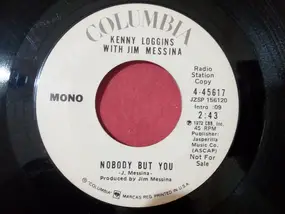 COLUMBIA
KENNY LOGGINS
WITH JIM MESSINA
Radio
Station
Copy
MONO
4-45617
JZSP 156120
Intro :09
2:43
℗ 1972 CBS, Inc.
45 RPM
Publisher:
Jasperilla
Music Co.
(ASCAP)
Not For
Sale
NOBODY BUT YOU
-J. Messina-
Produced by Jim Messina
® "COLUMBIA", MARCAS REG. PRINTED IN U.S.A.